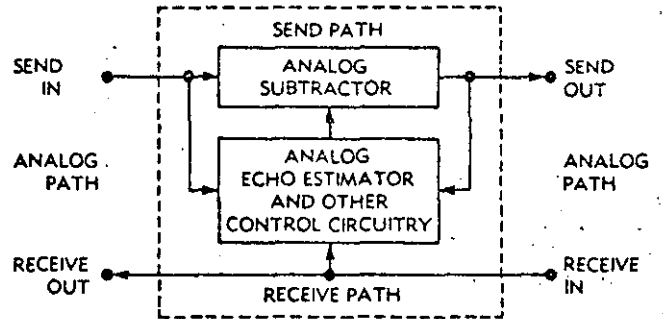 SEND PATH
SEND
IN
ANALOG
SUBTRACTOR
SEND
OUT
ANALOG
PATH
ANALOG
ECHO ESTIMATOR
AND OTHER
CONTROL CIRCUITRY
ANALOG
PATH
RECEIVE
OUT
RECEIVE PATH
RECEIVE
IN